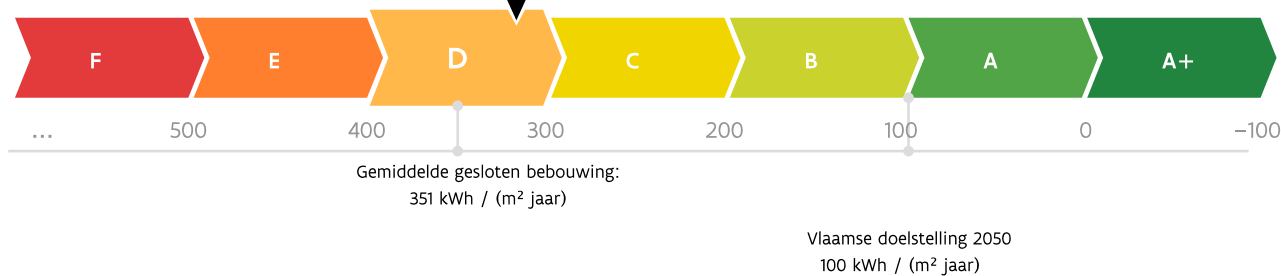 F E D C B A A+
... 500 400 300 200 100 0 –100
Gemiddelde gesloten bebouwing:
351 kWh / (m² jaar)
Vlaamse doelstelling 2050
100 kWh / (m² jaar)